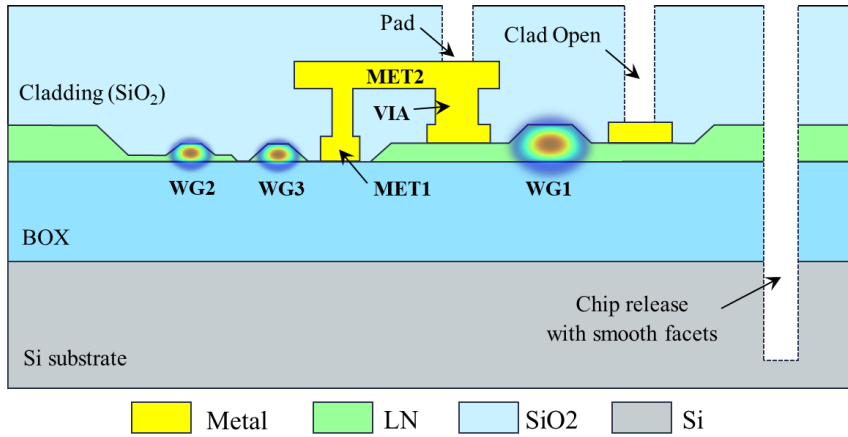 Pad
Clad Open
MET2
Cladding (SiO₂)
VIA
WG2
WG3
MET1
WG1
BOX
Chip release
with smooth facets
Si substrate
Metal
LN
SiO2
Si